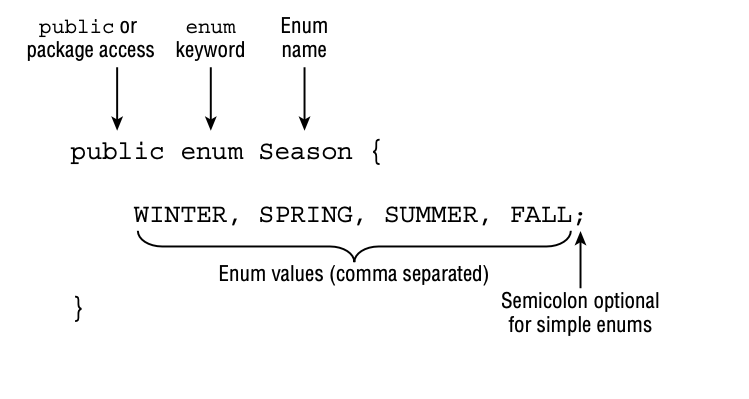 public or
package access
enum
keyword
Enum
name
public enum Season {
WINTER, SPRING, SUMMER, FALL;
Enum values (comma separated)
Semicolon optional
for simple enums
}